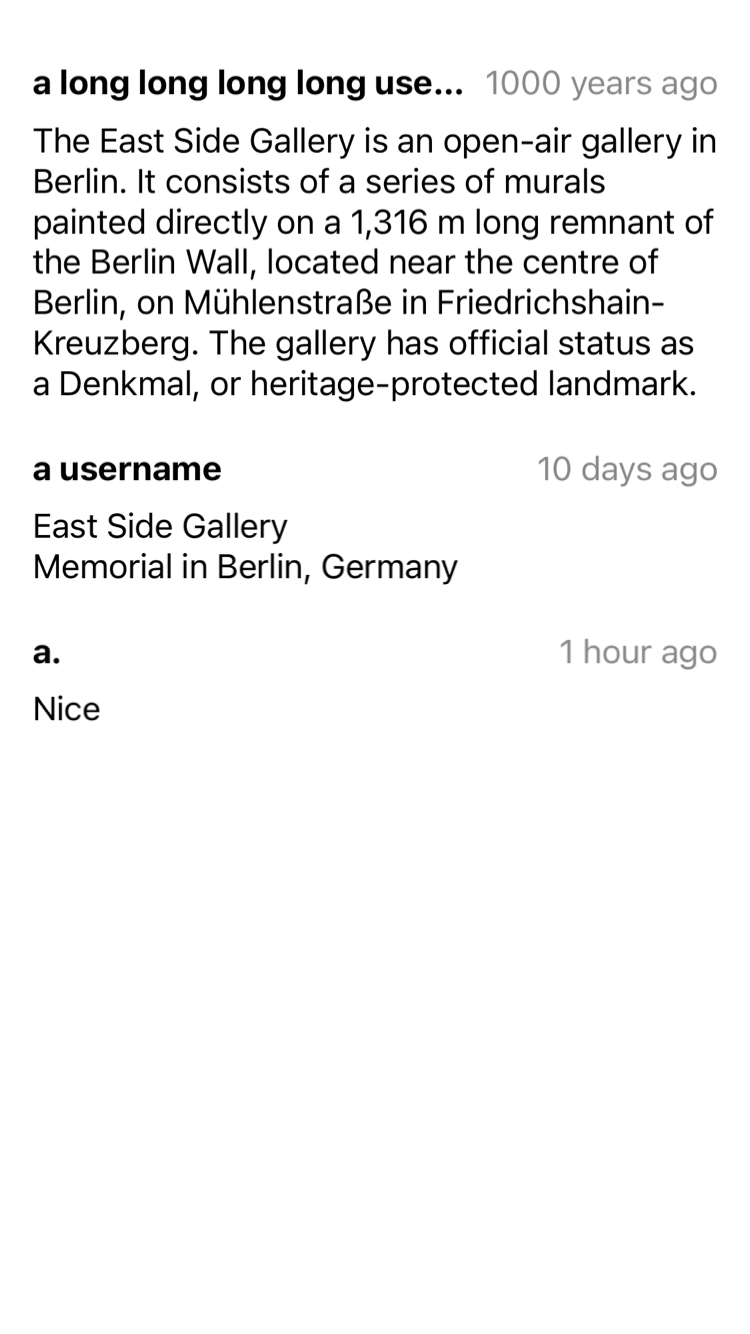 a long long long long use... 1000 years ago
The East Side Gallery is an open-air gallery in
Berlin. It consists of a series of murals
painted directly on a 1,316 m long remnant of
the Berlin Wall, located near the centre of
Berlin, on Mühlenstraße in Friedrichshain-
Kreuzberg. The gallery has official status as
a Denkmal, or heritage-protected landmark.
a username 10 days ago
East Side Gallery
Memorial in Berlin, Germany
a. 1 hour ago
Nice